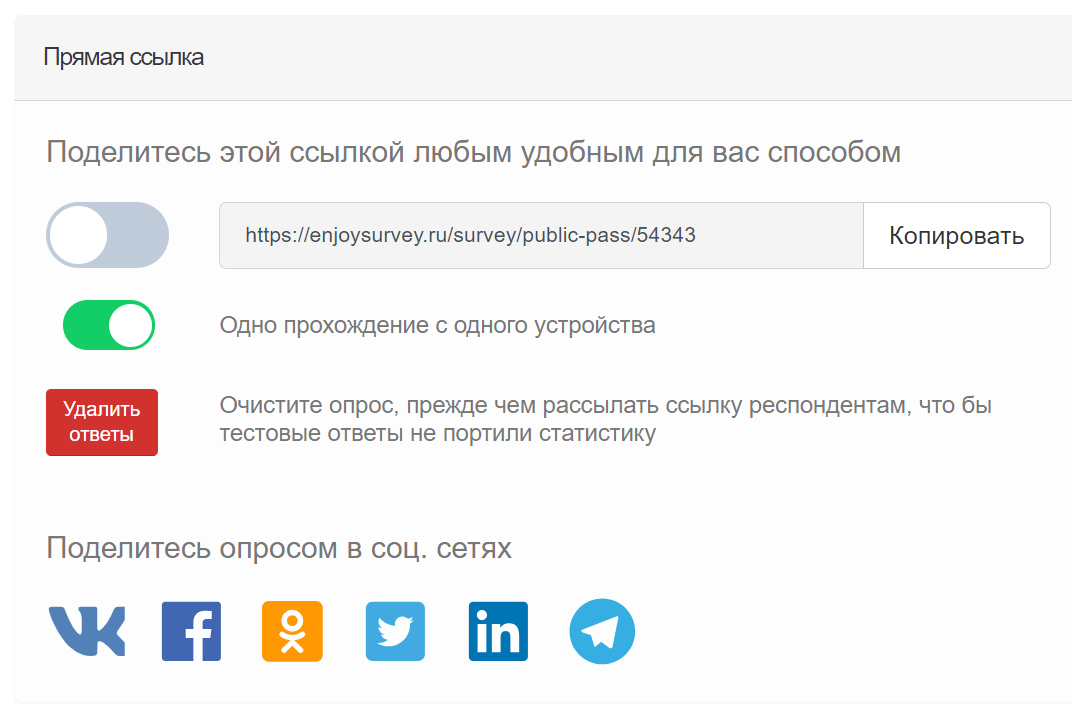 Прямая ссылка
Поделитесь этой ссылкой любым удобным для вас способом
https://enjoysurvey.ru/survey/public-pass/54343
Копировать
Одно прохождение с одного устройства
Удалить
ответы
Очистите опрос, прежде чем рассылать ссылку респондентам, что бы
тестовые ответы не портили статистику
Поделитесь опросом в соц. сетях